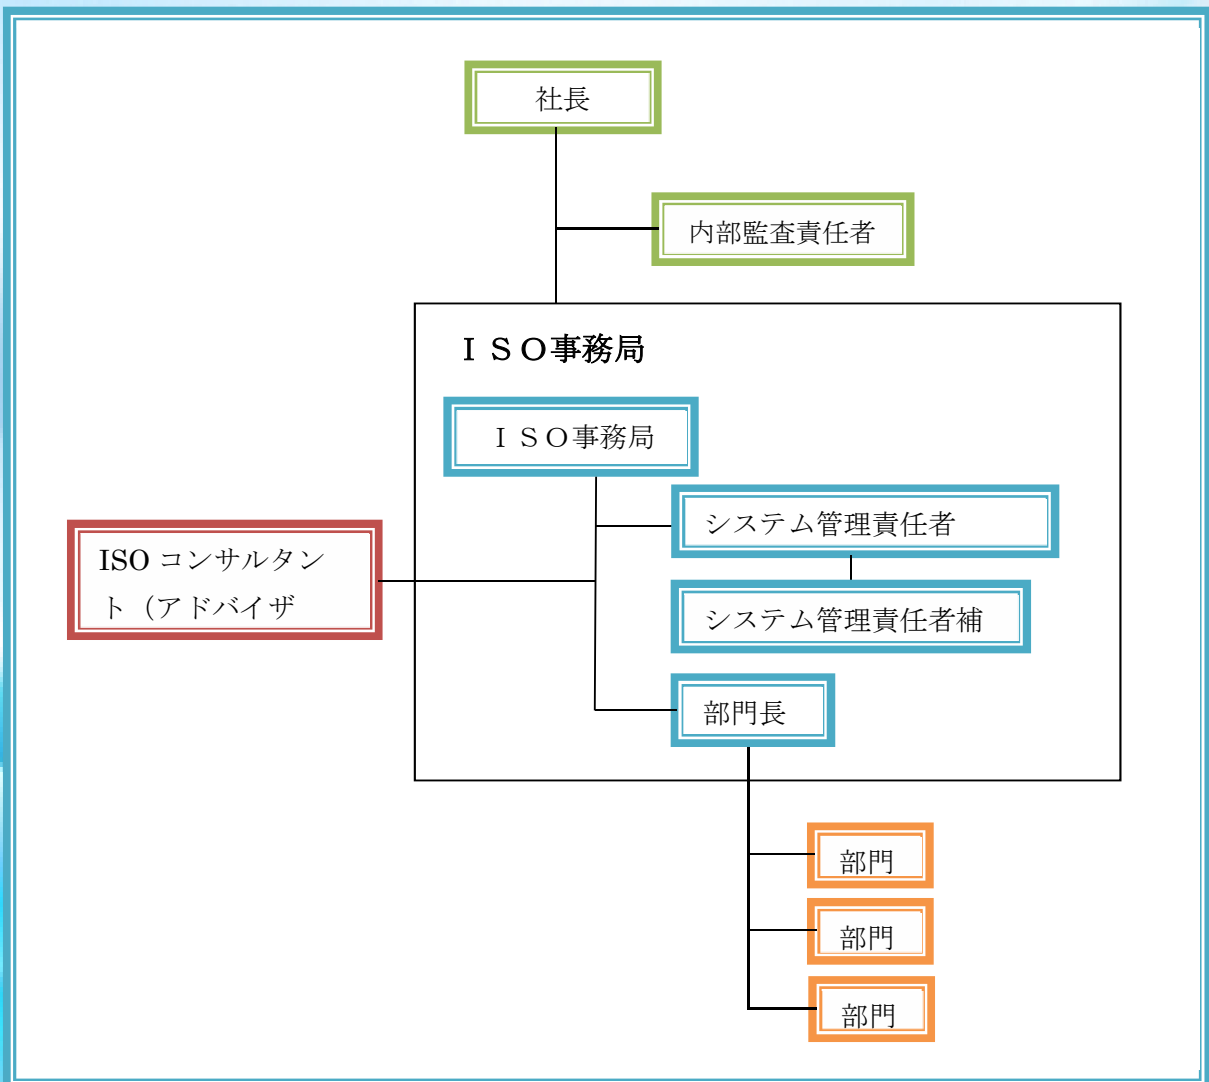 社長
内部監査責任者
ＩＳＯ事務局
ＩＳＯ事務局
システム管理責任者
ISO コンサルタン
ト（アドバイザ
システム管理責任者補
部門長
部門
部門
部門